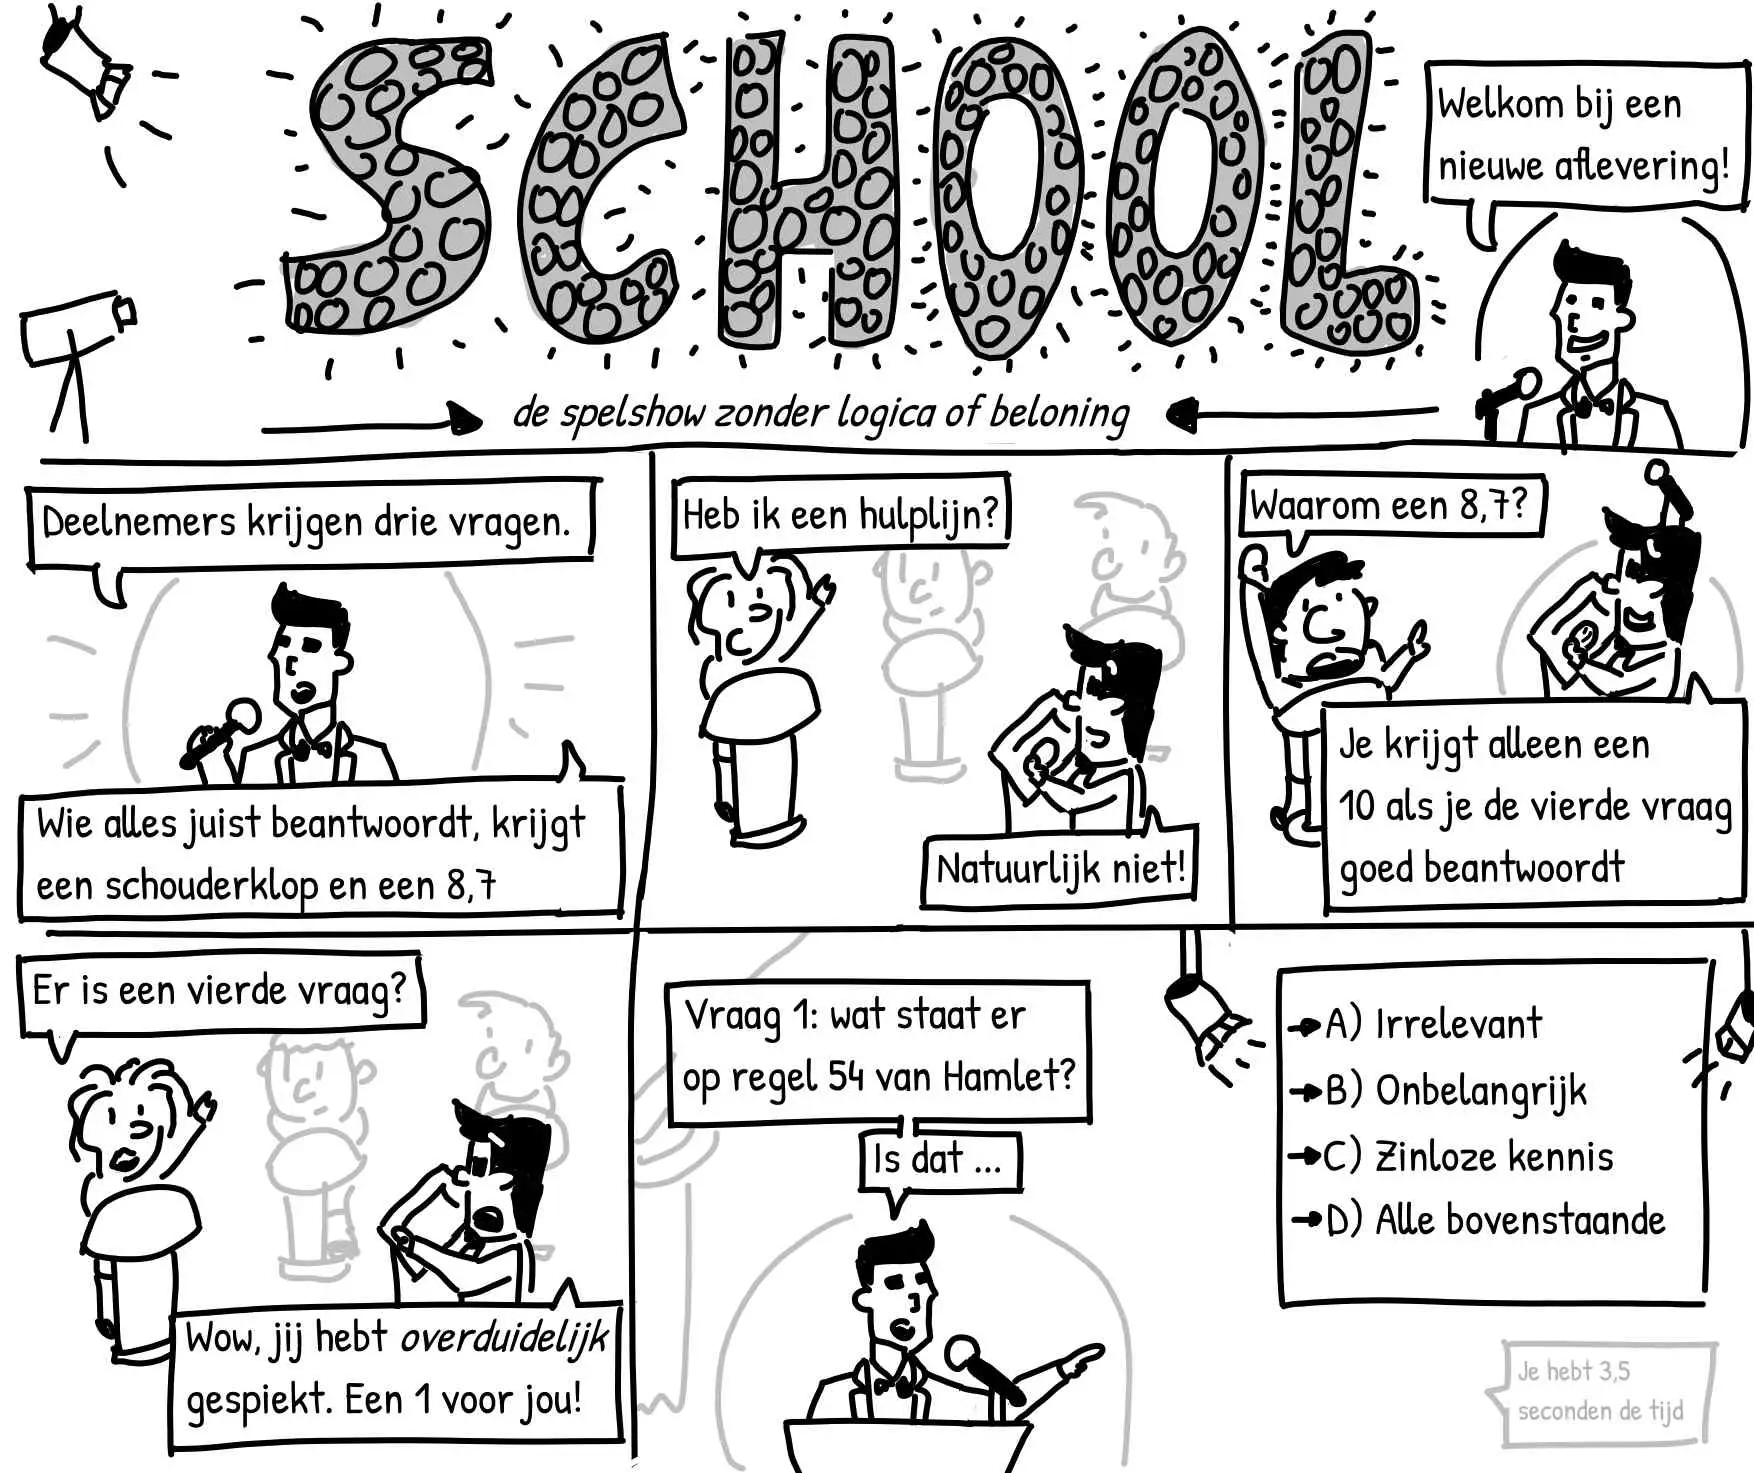 SCHOOL
Welkom bij een
nieuwe aflevering!
de spelshow zonder logica of beloning
Deelnemers krijgen drie vragen.
Wie alles juist beantwoordt, krijgt
een schouderklop en een 8,7
Heb ik een hulplijn?
Natuurlijk niet!
Waarom een 8,7?
Je krijgt alleen een
10 als je de vierde vraag
goed beantwoordt
Er is een vierde vraag?
Wow, jij hebt overduidelijk
gespiekt. Een 1 voor jou!
Vraag 1: wat staat er
op regel 54 van Hamlet?
Is dat ...
A) Irrelevant
B) Onbelangrijk
C) Zinloze kennis
D) Alle bovenstaande
Je hebt 3,5
seconden de tijd